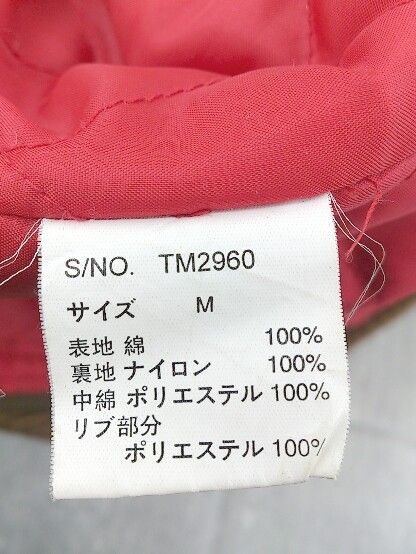 S/NO. TM2960
サイズ M
表地 綿 100%
裏地 ナイロン 100%
中綿 ポリエステル 100%
リブ部分
ポリエステル 100%